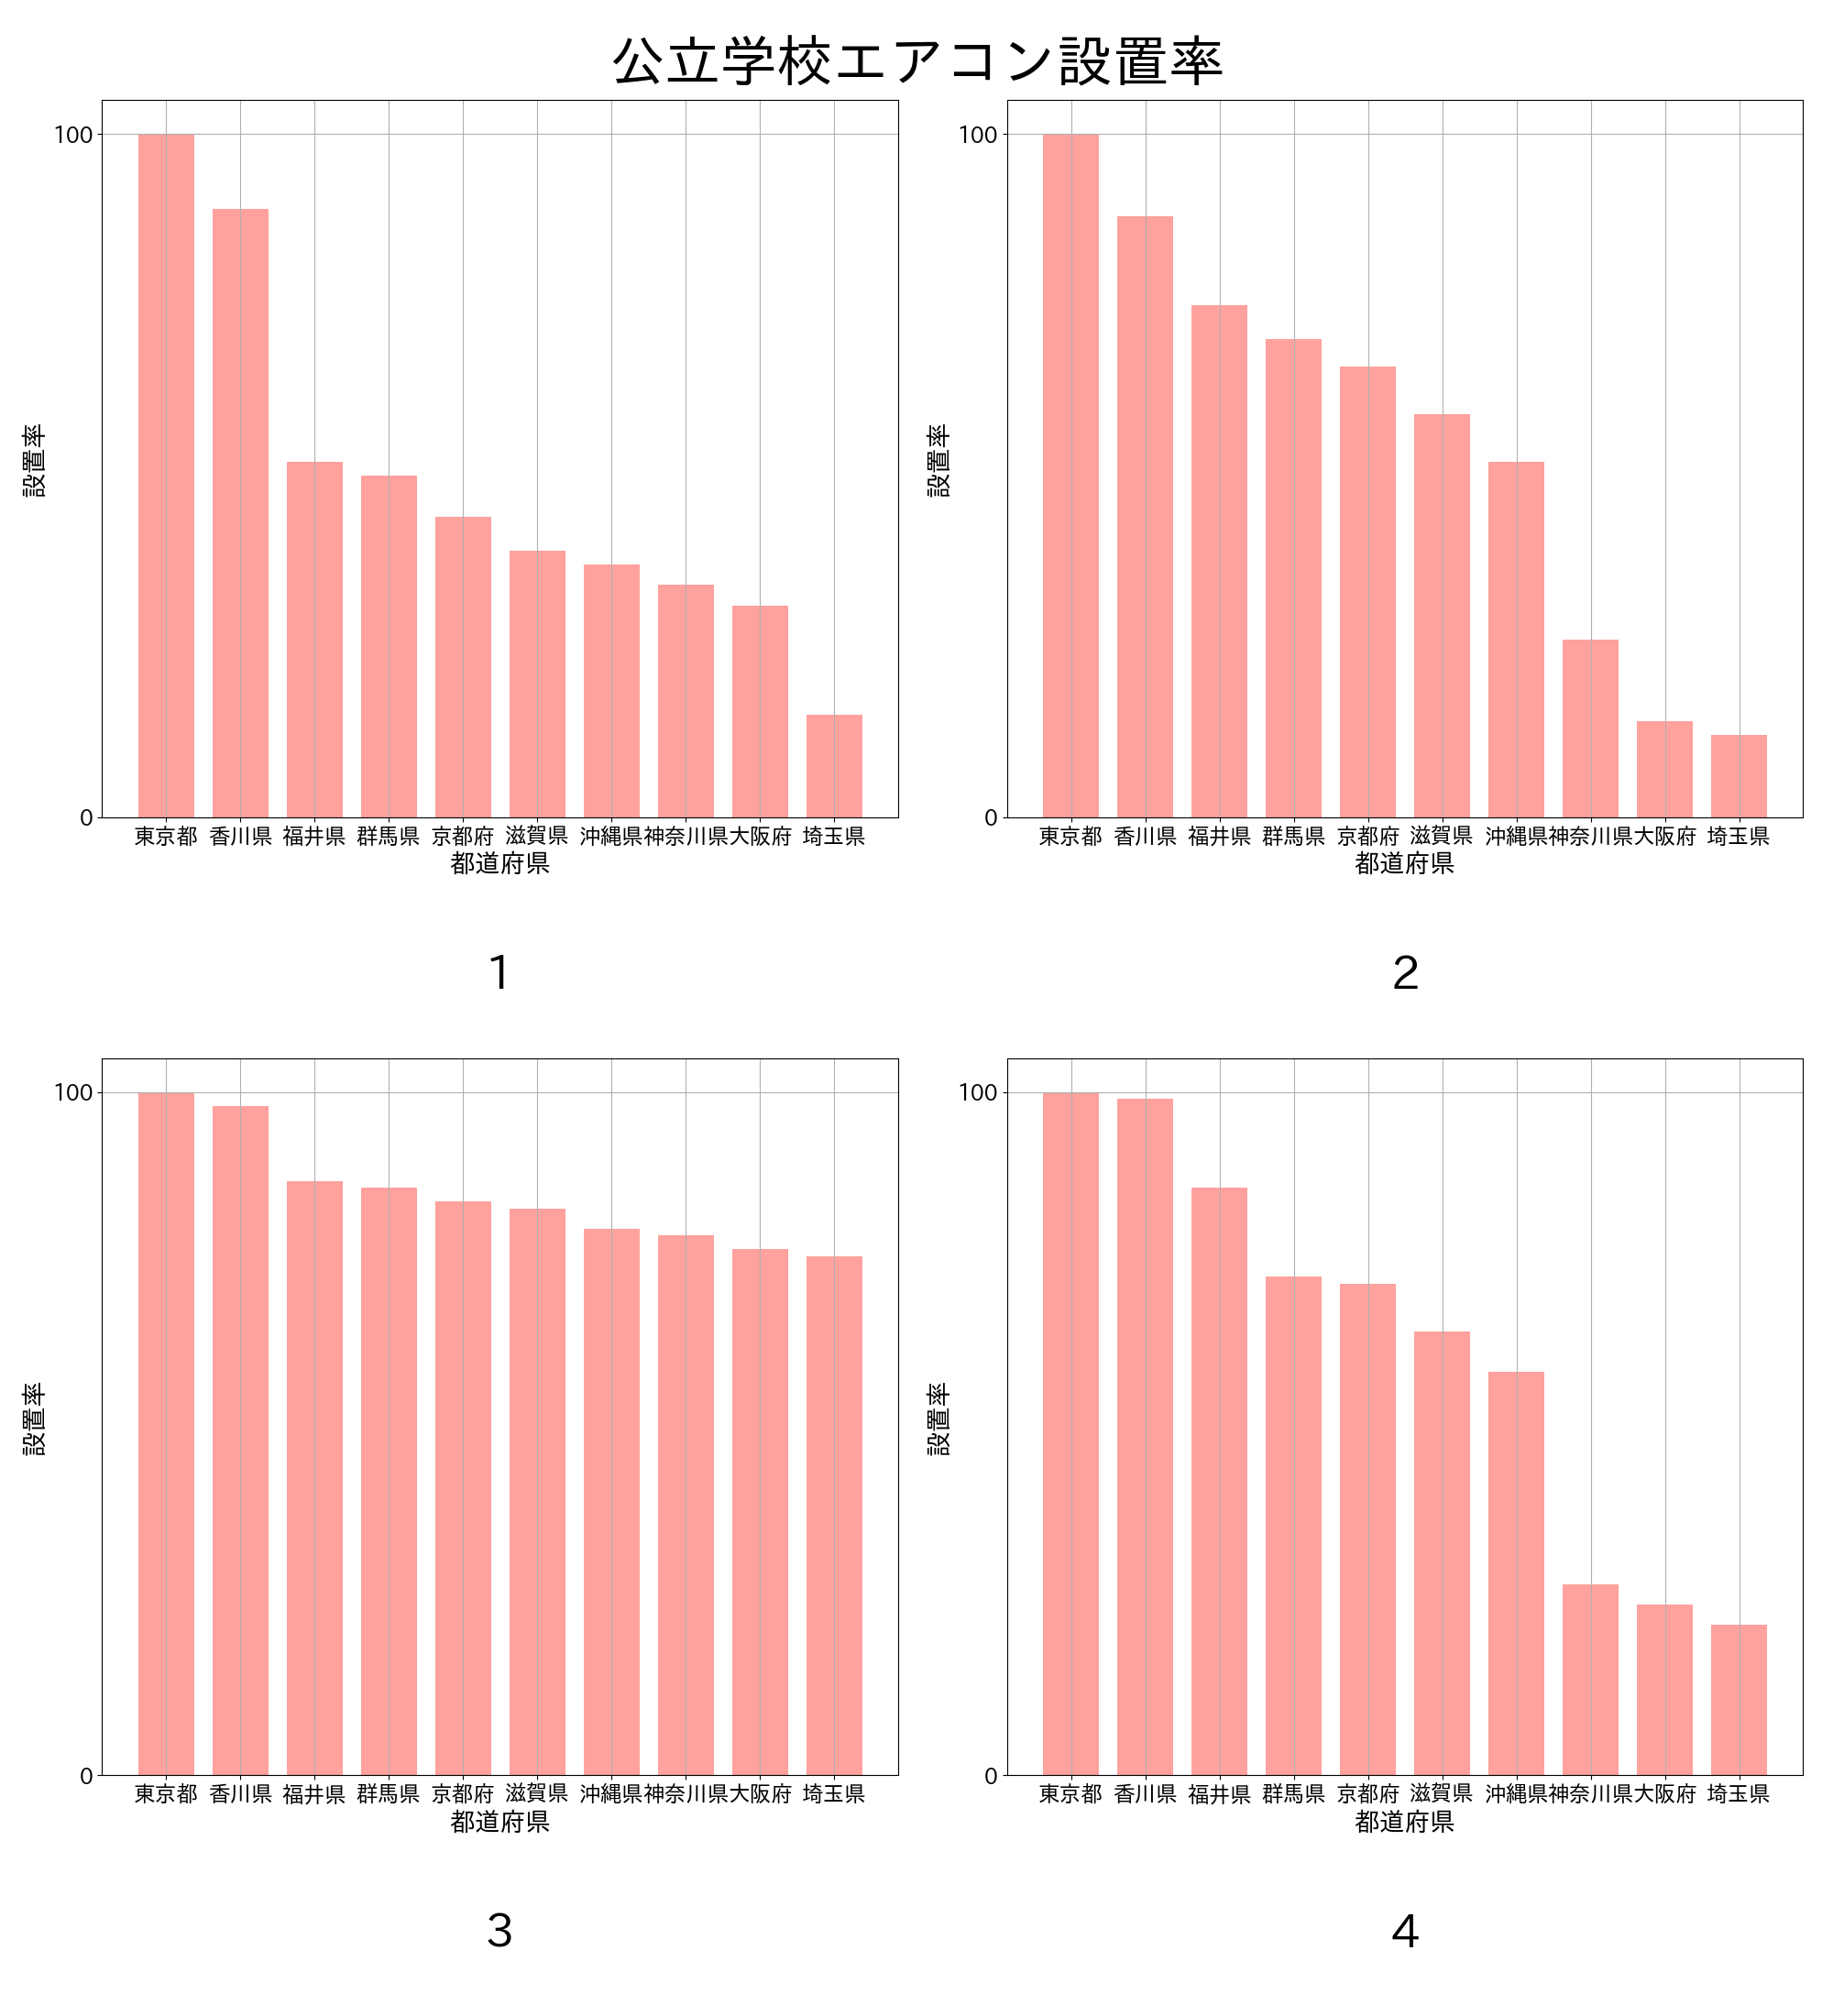 公立学校エアコン設置率
100
0
設置率
東京都 香川県 福井県 群馬県 京都府 滋賀県 沖縄県 神奈川県 大阪府 埼玉県
都道府県
1
100
0
設置率
東京都 香川県 福井県 群馬県 京都府 滋賀県 沖縄県 神奈川県 大阪府 埼玉県
都道府県
2
100
0
設置率
東京都 香川県 福井県 群馬県 京都府 滋賀県 沖縄県 神奈川県 大阪府 埼玉県
都道府県
3
100
0
設置率
東京都 香川県 福井県 群馬県 京都府 滋賀県 沖縄県 神奈川県 大阪府 埼玉県
都道府県
4